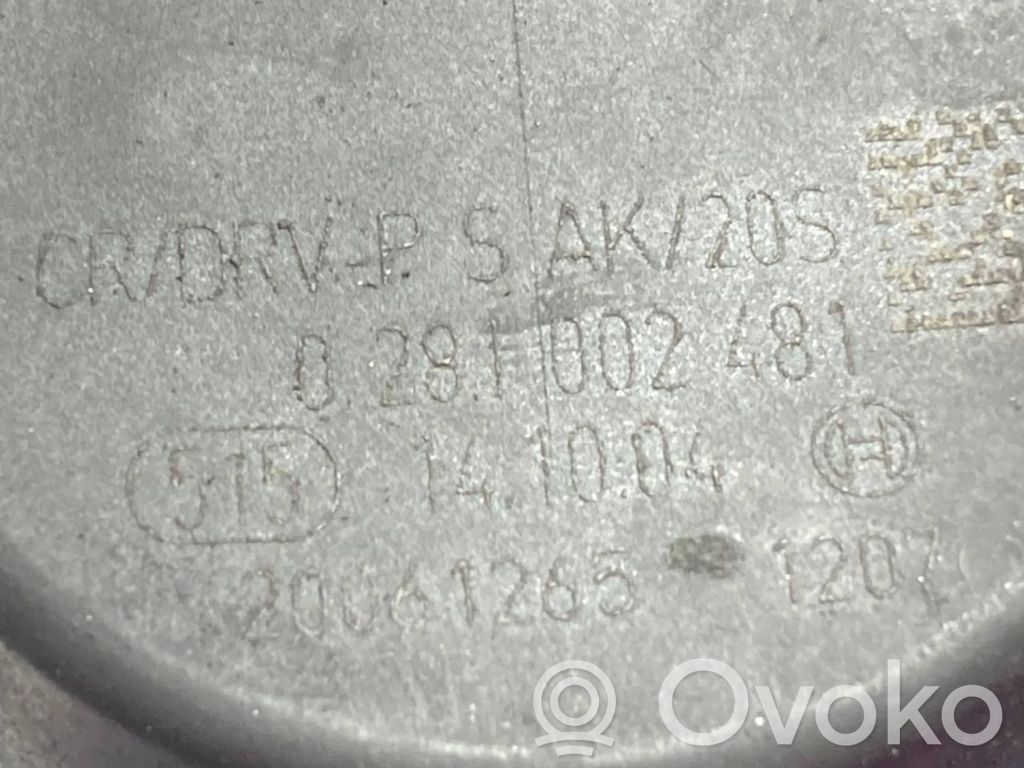 CR/DRV-P S AK/20S
0 281 002 481
515 14.10.04
20061265 1207
Ovoko